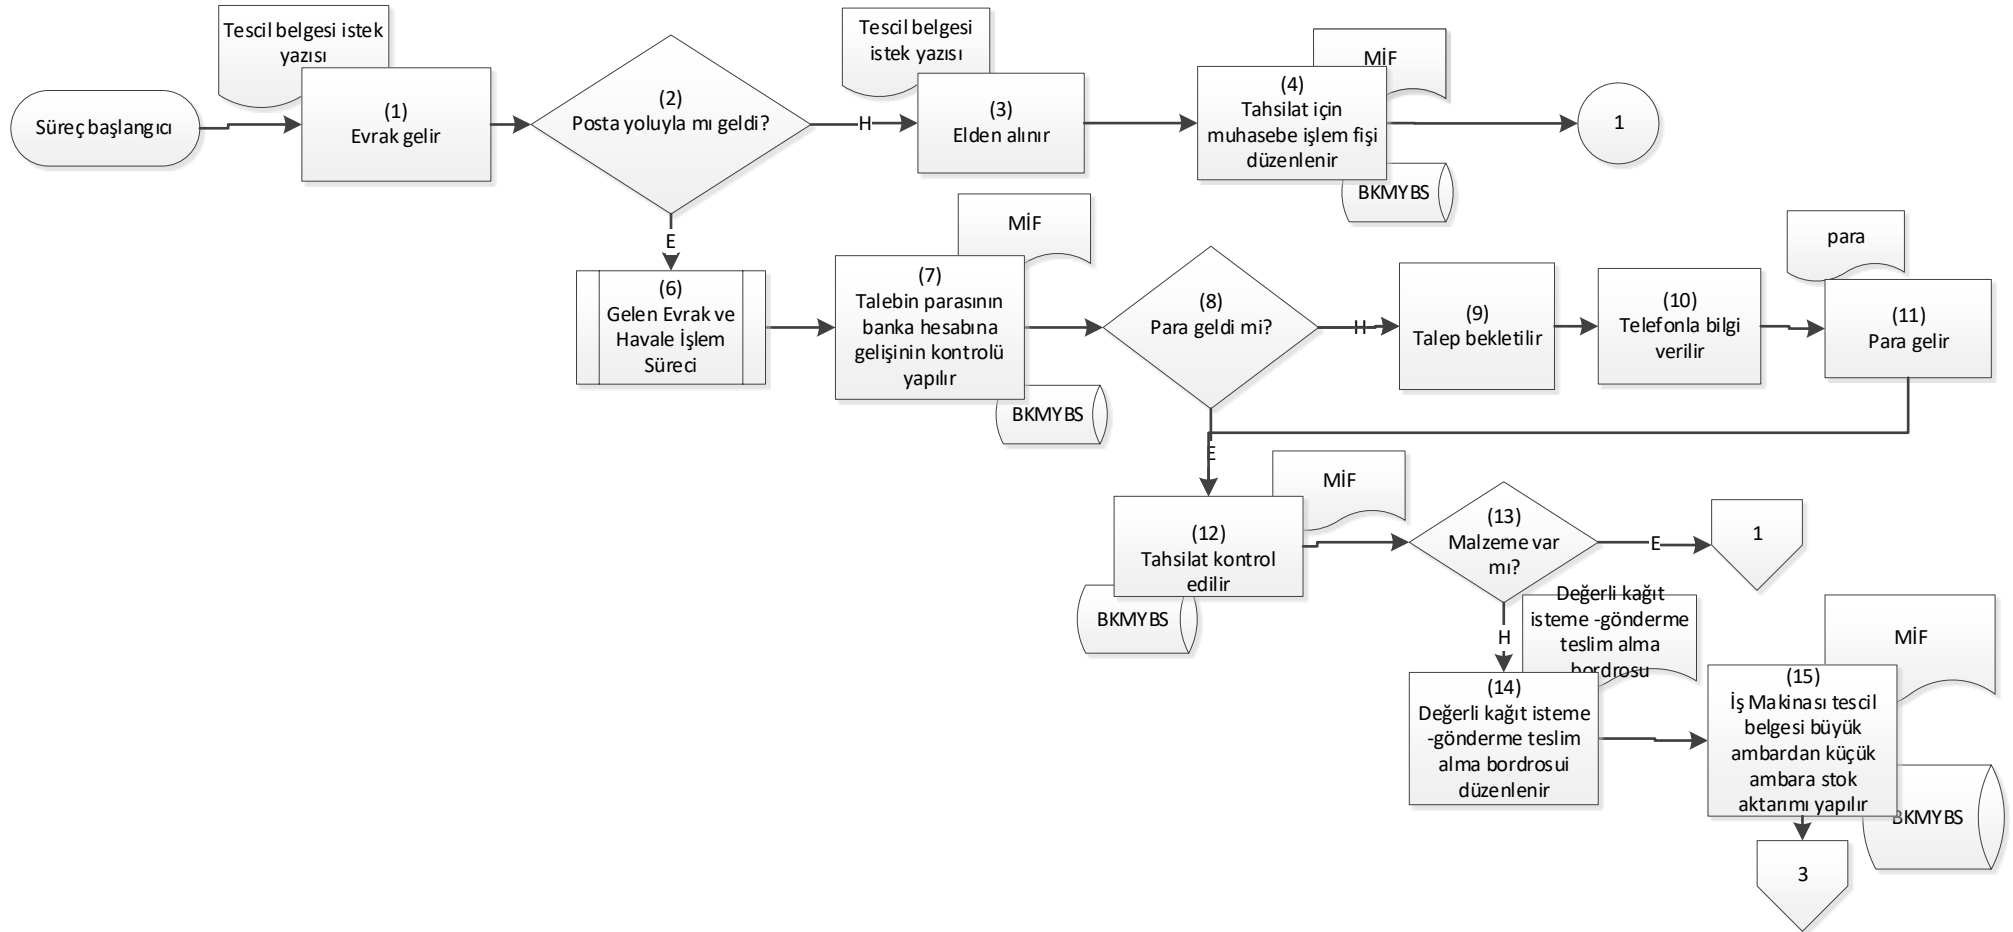 Tescil belgesi istek
yazısı
Süreç başlangıcı
(1)
Evrak gelir
(2)
Posta yoluyla mı geldi?
H
Tescil belgesi
istek yazısı
(3)
Elden alınır
MİF
(4)
Tahsilat için
muhasebe işlem fişi
düzenlenir
BKMYBS
1
E
(6)
Gelen Evrak ve
Havale İşlem
Süreci
MİF
(7)
Talebin parasının
banka hesabına
gelişinin kontrolü
yapılır
BKMYBS
(8)
Para geldi mi?
H
(9)
Talep bekletilir
(10)
Telefonla bilgi
verilir
para
(11)
Para gelir
E
MİF
(12)
Tahsilat kontrol
edilir
BKMYBS
(13)
Malzeme var
mı?
E
1
H
Değerli kağıt
isteme -gönderme
teslim alma
bordrosu
(14)
Değerli kağıt isteme
-gönderme teslim
alma bordrosui
düzenlenir
MİF
(15)
İş Makinası tescil
belgesi büyük
ambardan küçük
ambara stok
aktarımı yapılır
BKMYBS
3